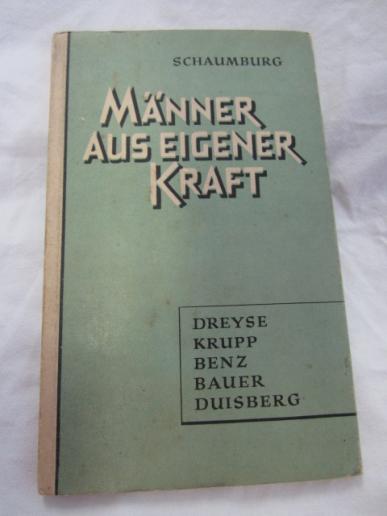 SCHAUMBURG
MÄNNER
AUS EIGENER
KRAFT
DREYSE
KRUPP
BENZ
BAUER
DUISBERG